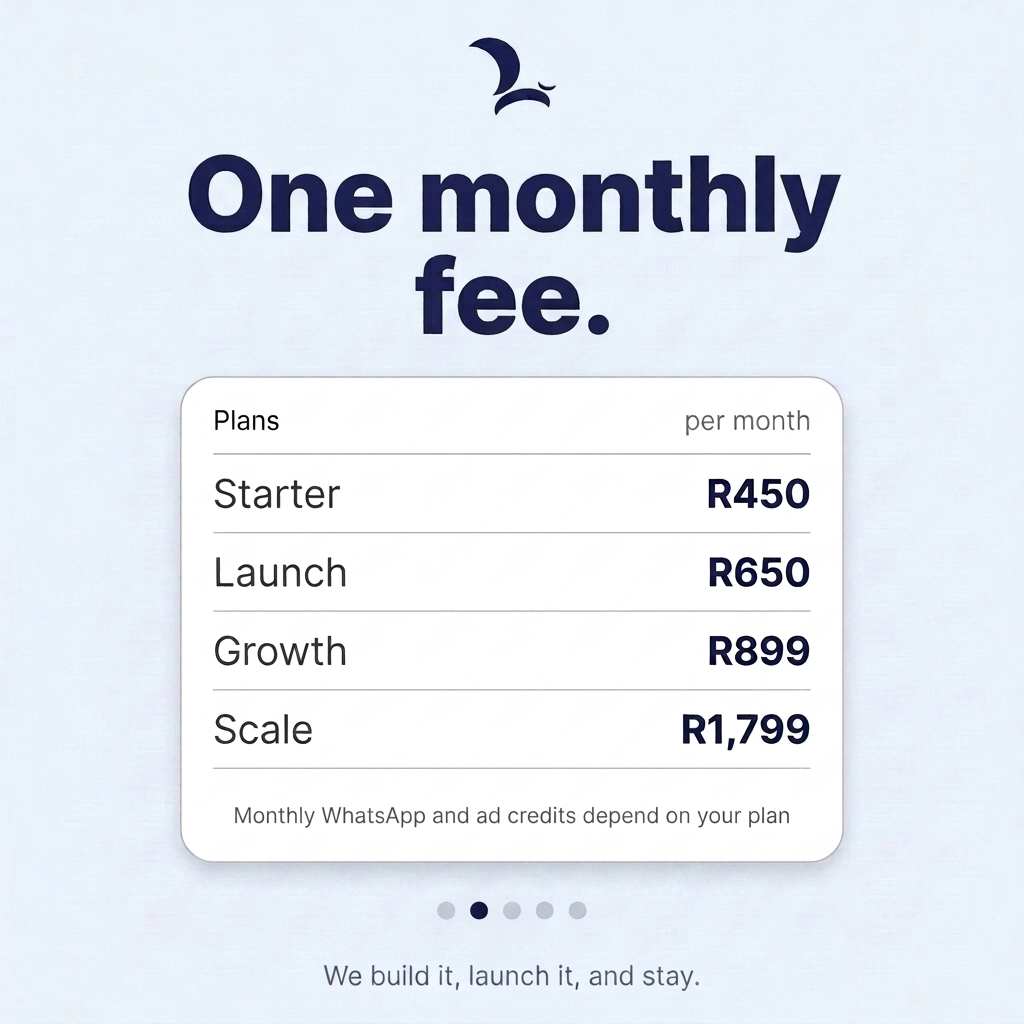 One monthly
fee.
Plans per month
Starter R450
Launch R650
Growth R899
Scale R1,799
Monthly WhatsApp and ad credits depend on your plan
We build it, launch it, and stay.